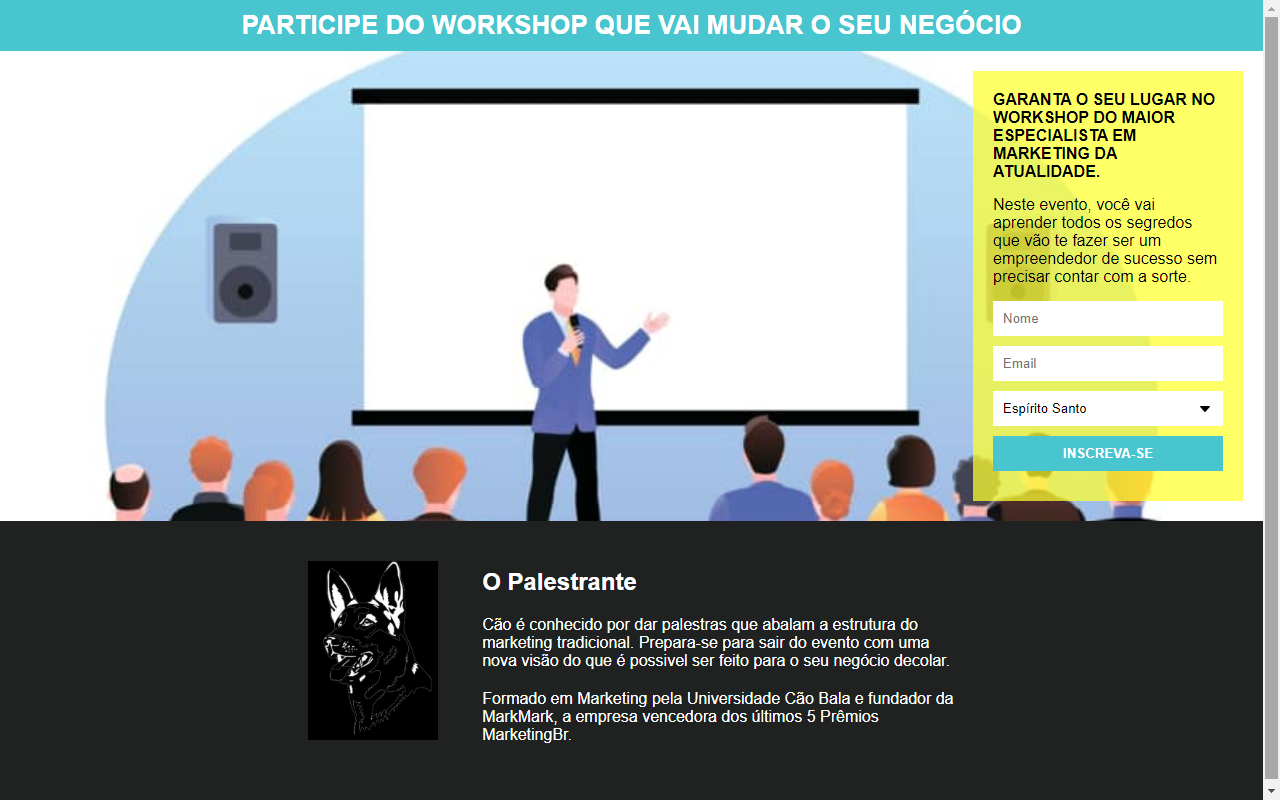 PARTICIPE DO WORKSHOP QUE VAI MUDAR O SEU NEGÓCIO
GARANTA O SEU LUGAR NO
WORKSHOP DO MAIOR
ESPECIALISTA EM
MARKETING DA
ATUALIDADE.
Neste evento, você vai
aprender todos os segredos
que vão te fazer ser um
empreendedor de sucesso sem
precisar contar com a sorte.
Nome
Email
Espírito Santo
INSCREVA-SE
O Palestrante
Cão é conhecido por dar palestras que abalam a estrutura do
marketing tradicional. Prepara-se para sair do evento com uma
nova visão do que é possivel ser feito para o seu negócio decolar.
Formado em Marketing pela Universidade Cão Bala e fundador da
MarkMark, a empresa vencedora dos últimos 5 Prêmios
MarketingBr.